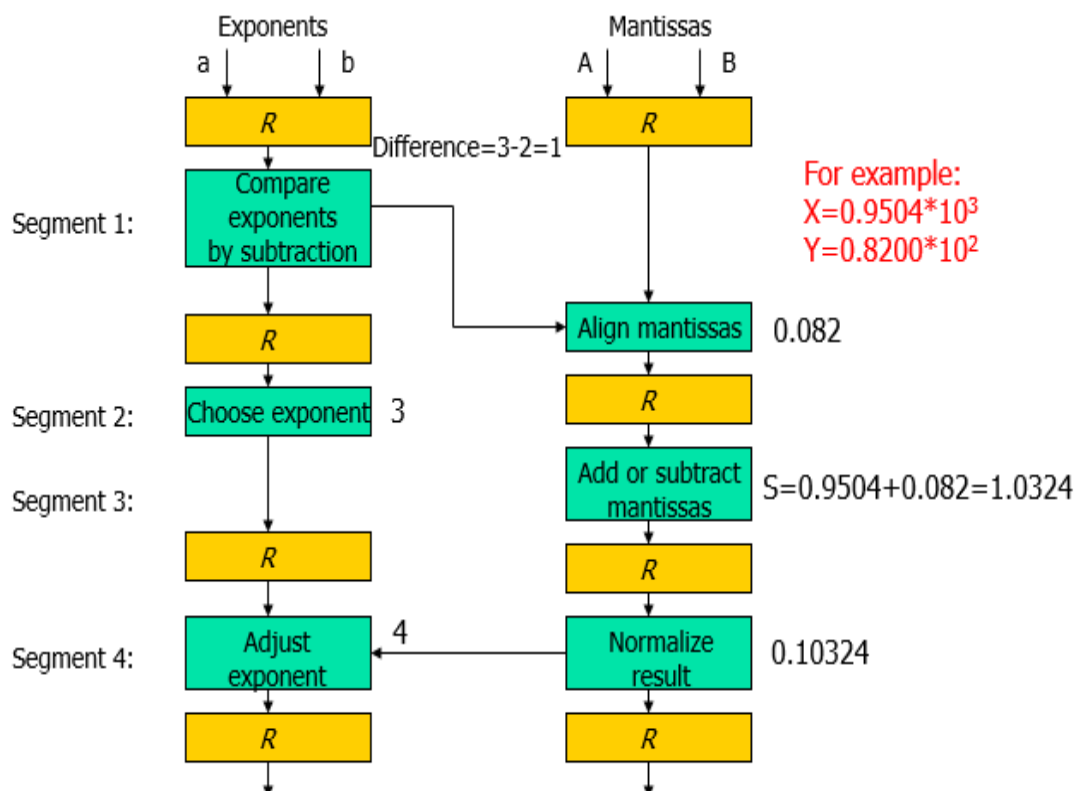 Exponents
Mantissas
a
b
A
B
R
R
Difference=3-2=1
For example:
X=0.9504*10³
Y=0.8200*10²
Segment 1:
Compare
exponents
by subtraction
R
Align mantissas
0.082
Segment 2:
Choose exponent
3
R
Segment 3:
Add or subtract
mantissas
S=0.9504+0.082=1.0324
R
R
Segment 4:
Adjust
exponent
4
Normalize
result
0.10324
R
R